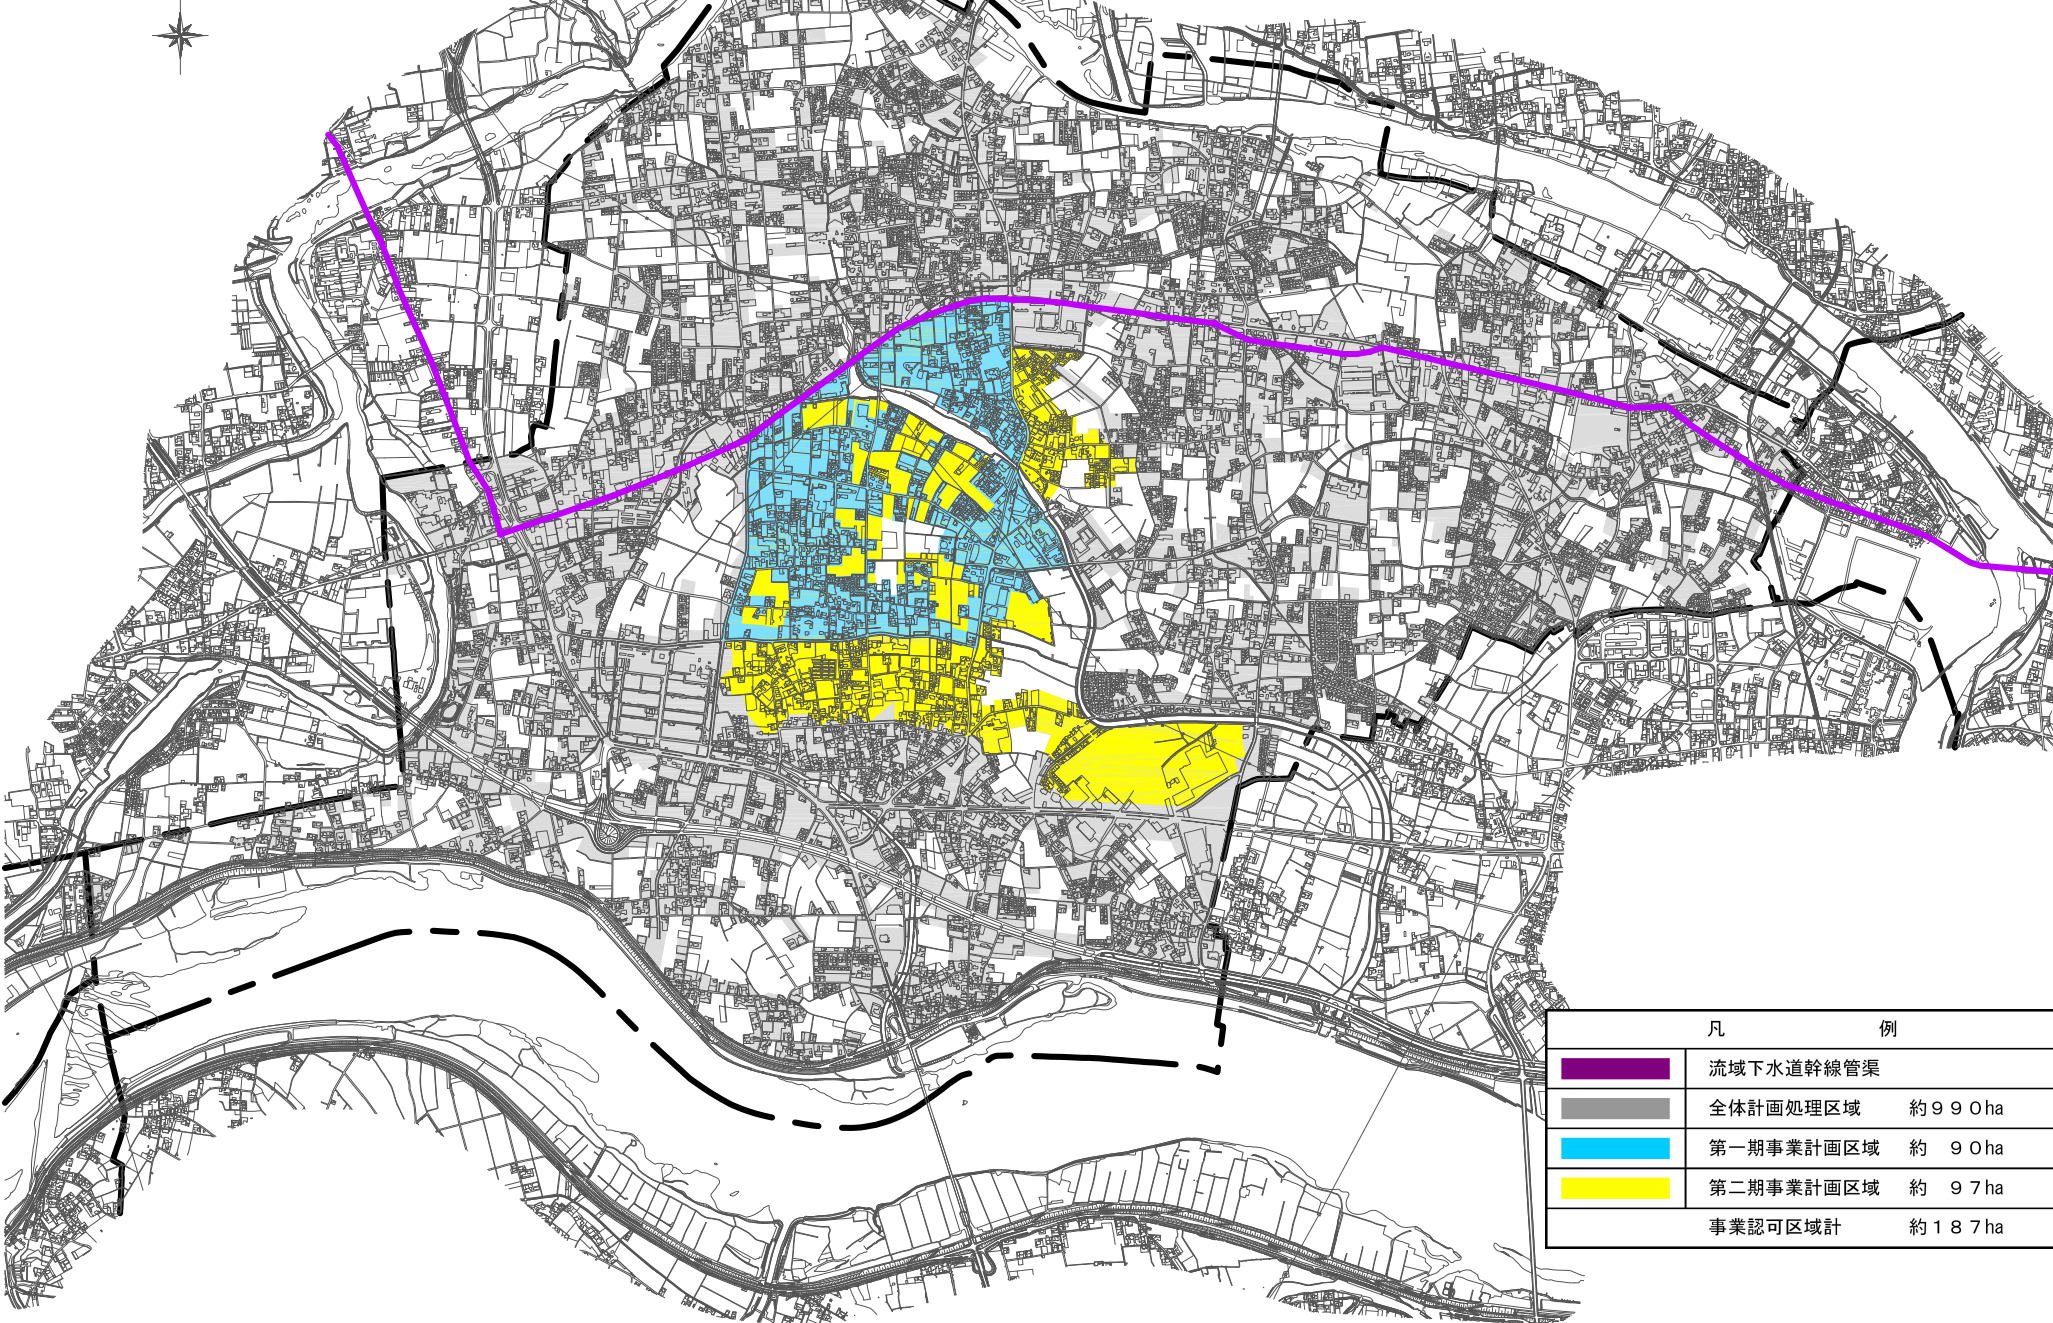 凡　例
流域下水道幹線管渠
全体計画処理区域　約９９０ha
第一期事業計画区域　約　９０ha
第二期事業計画区域　約　９７ha
事業認可区域計　約１８７ha